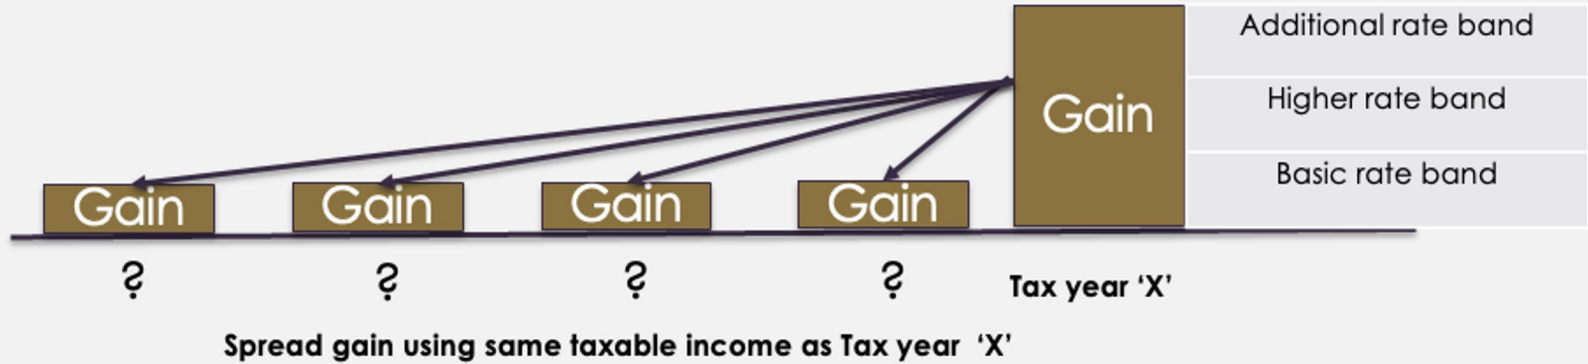 Additional rate band
Higher rate band
Gain
Basic rate band
Gain Gain Gain Gain
? ? ? ? Tax year ‘X’
Spread gain using same taxable income as Tax year ‘X’